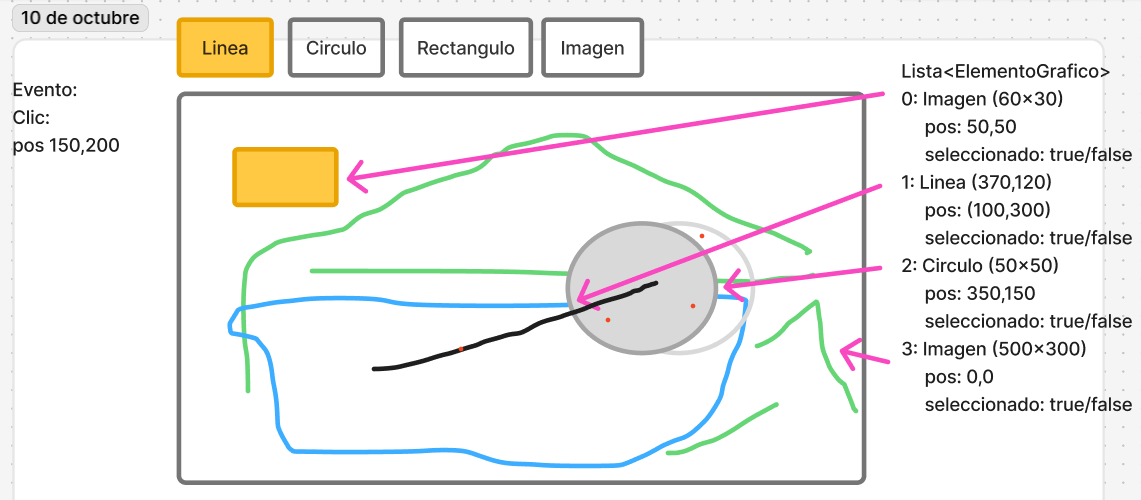 10 de octubre
Linea
Circulo
Rectangulo
Imagen
Evento:
Clic:
pos 150,200
Lista<ElementoGrafico>
0: Imagen (60×30)
pos: 50,50
seleccionado: true/false
1: Linea (370,120)
pos: (100,300)
seleccionado: true/false
2: Circulo (50×50)
pos: 350,150
seleccionado: true/false
3: Imagen (500×300)
pos: 0,0
seleccionado: true/false